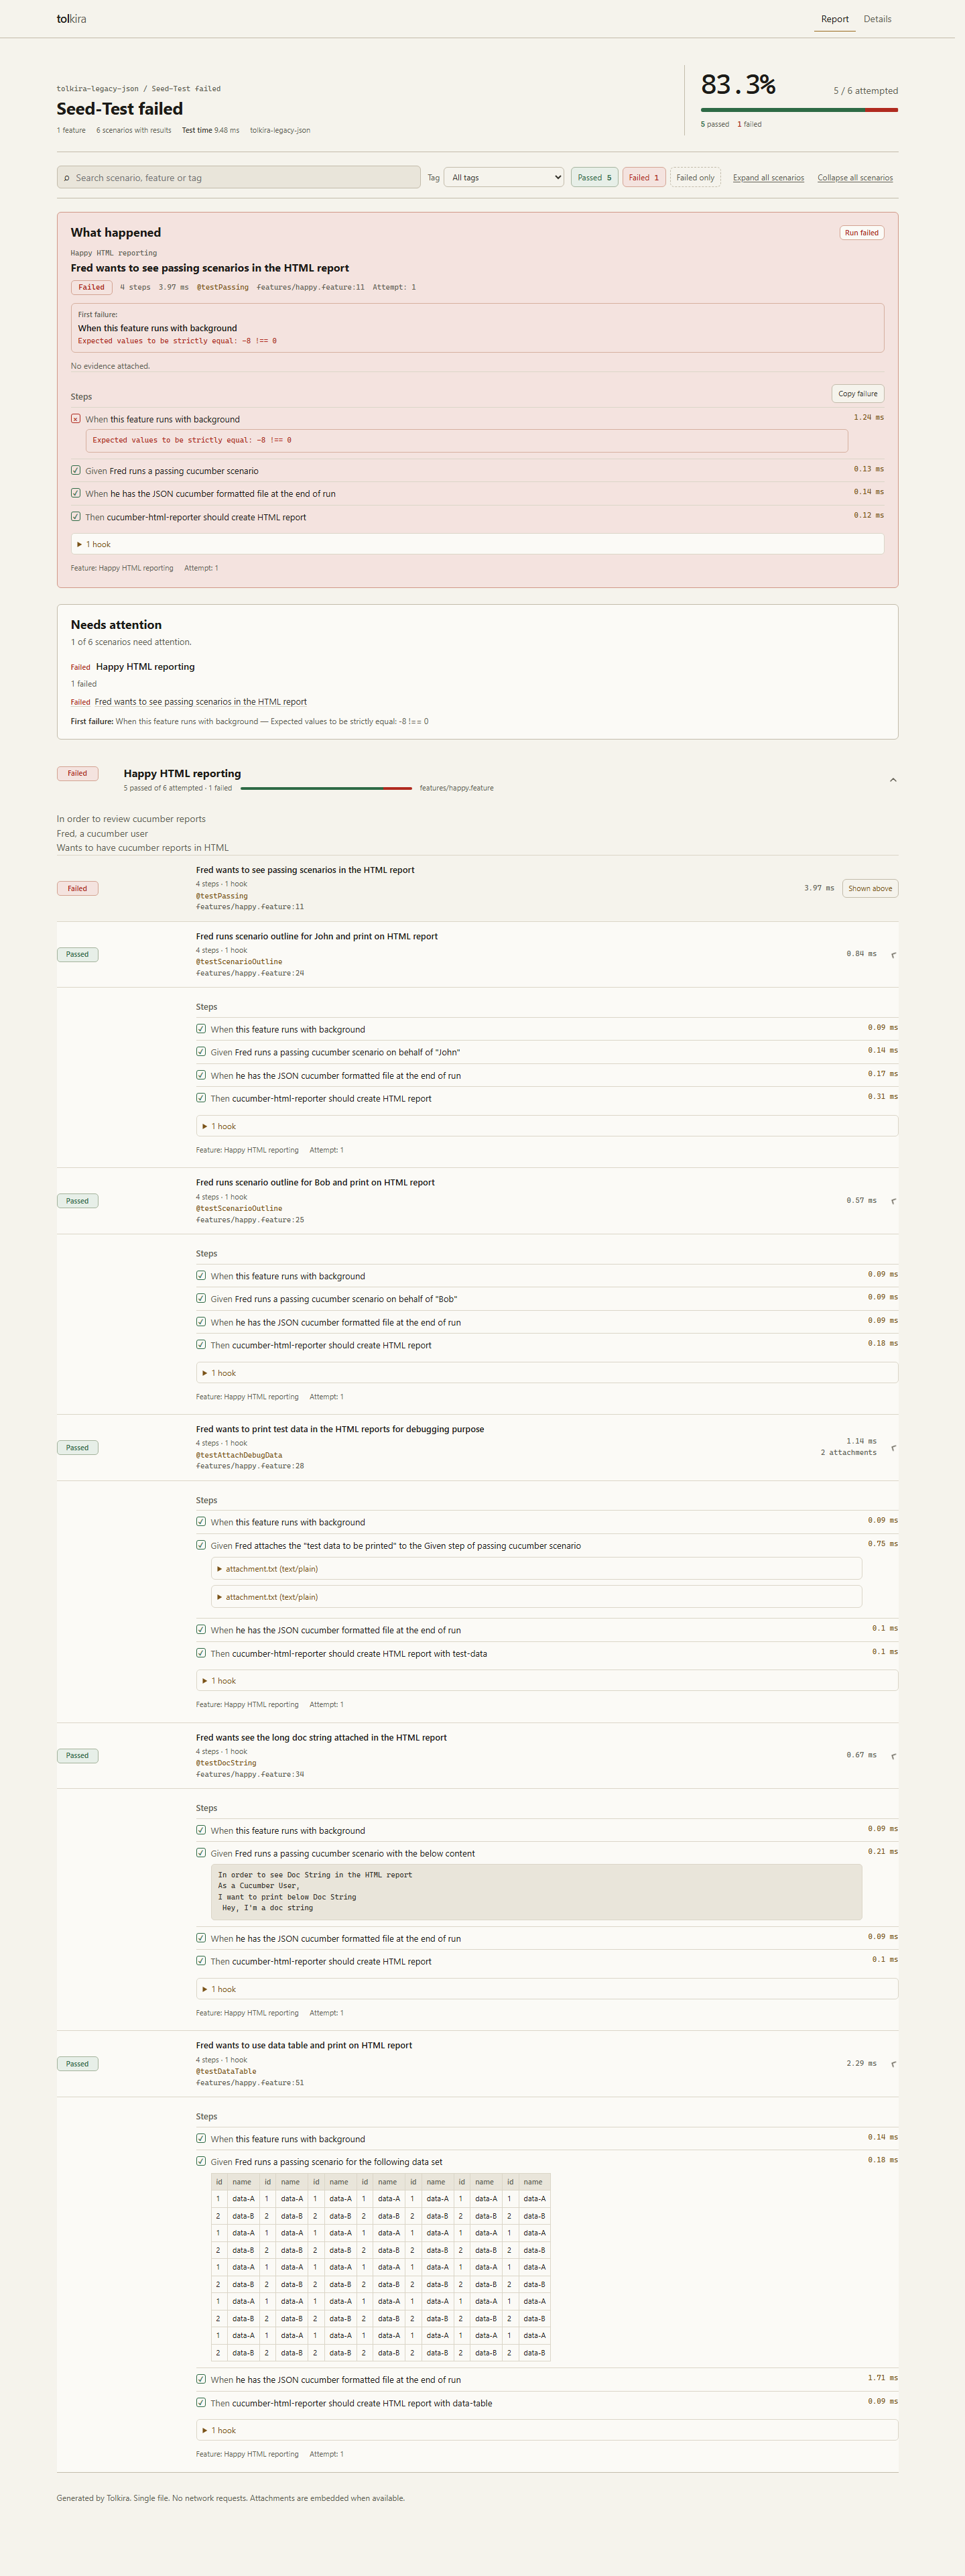 tolkira
Report Details
tolkira-legacy-json / Seed-Test failed
Seed-Test failed
1 feature 6 scenarios with results Test time 9.48 ms tolkira-legacy-json
83.3%
5 / 6 attempted
5 passed 1 failed
Search scenario, feature or tag
Tag All tags
Passed 5 Failed 1 Failed only Expand all scenarios Collapse all scenarios
What happened
Run failed
Happy HTML reporting
Fred wants to see passing scenarios in the HTML report
Failed 4 steps 3.97 ms @testPassing features/happy.feature:11 Attempt: 1
First failure:
When this feature runs with background
Expected values to be strictly equal: -8 !== 0
No evidence attached.
Steps
Copy failure
When this feature runs with background 1.24 ms
Expected values to be strictly equal: -8 !== 0
Given Fred runs a passing cucumber scenario 0.13 ms
When he has the JSON cucumber formatted file at the end of run 0.14 ms
Then cucumber-html-reporter should create HTML report 0.12 ms
1 hook
Feature: Happy HTML reporting Attempt: 1
Needs attention
1 of 6 scenarios need attention.
Failed Happy HTML reporting
1 failed
Failed Fred wants to see passing scenarios in the HTML report
First failure: When this feature runs with background — Expected values to be strictly equal: -8 !== 0
Failed Happy HTML reporting
5 passed of 6 attempted · 1 failed features/happy.feature
In order to review cucumber reports
Fred, a cucumber user
Wants to have cucumber reports in HTML
Fred wants to see passing scenarios in the HTML report
4 steps · 1 hook
Failed 3.97 ms Shown above
@testPassing
features/happy.feature:11
Fred runs scenario outline for John and print on HTML report
4 steps · 1 hook
Passed 0.84 ms
@testScenarioOutline
features/happy.feature:24
Steps
When this feature runs with background 0.09 ms
Given Fred runs a passing cucumber scenario on behalf of "John" 0.14 ms
When he has the JSON cucumber formatted file at the end of run 0.17 ms
Then cucumber-html-reporter should create HTML report 0.31 ms
1 hook
Feature: Happy HTML reporting Attempt: 1
Fred runs scenario outline for Bob and print on HTML report
4 steps · 1 hook
Passed 0.57 ms
@testScenarioOutline
features/happy.feature:25
Steps
When this feature runs with background 0.09 ms
Given Fred runs a passing cucumber scenario on behalf of "Bob" 0.09 ms
When he has the JSON cucumber formatted file at the end of run 0.09 ms
Then cucumber-html-reporter should create HTML report 0.18 ms
1 hook
Feature: Happy HTML reporting Attempt: 1
Fred wants to print test data in the HTML reports for debugging purpose
4 steps · 1 hook
Passed 1.14 ms
2 attachments
@testAttachDebugData
features/happy.feature:28
Steps
When this feature runs with background 0.09 ms
Given Fred attaches the "test data to be printed" to the Given step of passing cucumber scenario 0.75 ms
attachment.txt (text/plain)
attachment.txt (text/plain)
When he has the JSON cucumber formatted file at the end of run 0.1 ms
Then cucumber-html-reporter should create HTML report with test-data 0.1 ms
1 hook
Feature: Happy HTML reporting Attempt: 1
Fred wants see the long doc string attached in the HTML report
4 steps · 1 hook
Passed 0.67 ms
@testDocString
features/happy.feature:34
Steps
When this feature runs with background 0.09 ms
Given Fred runs a passing cucumber scenario with the below content 0.21 ms
In order to see Doc String in the HTML report
As a Cucumber User,
I want to print below Doc String
Hey, I'm a doc string
When he has the JSON cucumber formatted file at the end of run 0.09 ms
Then cucumber-html-reporter should create HTML report 0.1 ms
1 hook
Feature: Happy HTML reporting Attempt: 1
Fred wants to use data table and print on HTML report
4 steps · 1 hook
Passed 2.29 ms
@testDataTable
features/happy.feature:51
Steps
When this feature runs with background 0.14 ms
Given Fred runs a passing scenario for the following data set 0.18 ms
id name id name id name id name id name id name id name
1 data-A 1 data-A 1 data-A 1 data-A 1 data-A 1 data-A 1 data-A
2 data-B 2 data-B 2 data-B 2 data-B 2 data-B 2 data-B 2 data-B
1 data-A 1 data-A 1 data-A 1 data-A 1 data-A 1 data-A 1 data-A
2 data-B 2 data-B 2 data-B 2 data-B 2 data-B 2 data-B 2 data-B
1 data-A 1 data-A 1 data-A 1 data-A 1 data-A 1 data-A 1 data-A
2 data-B 2 data-B 2 data-B 2 data-B 2 data-B 2 data-B 2 data-B
1 data-A 1 data-A 1 data-A 1 data-A 1 data-A 1 data-A 1 data-A
2 data-B 2 data-B 2 data-B 2 data-B 2 data-B 2 data-B 2 data-B
1 data-A 1 data-A 1 data-A 1 data-A 1 data-A 1 data-A 1 data-A
2 data-B 2 data-B 2 data-B 2 data-B 2 data-B 2 data-B 2 data-B
When he has the JSON cucumber formatted file at the end of run 1.71 ms
Then cucumber-html-reporter should create HTML report with data-table 0.09 ms
1 hook
Feature: Happy HTML reporting Attempt: 1
Generated by Tolkira. Single file. No network requests. Attachments are embedded when available.